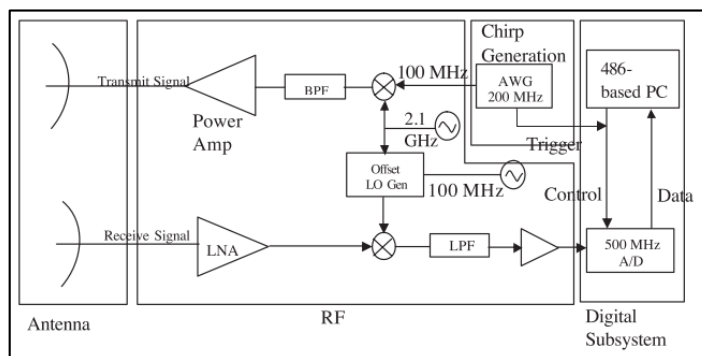 Chirp
Generation
AWG
200 MHz
486-
based PC
100 MHz
Transmit Signal
BPF
Power
Amp
2.1
GHz
Trigger
Offset
LO Gen
100 MHz
Control
Data
Receive Signal
LNA
LPF
500 MHz
A/D
Antenna
RF
Digital
Subsystem